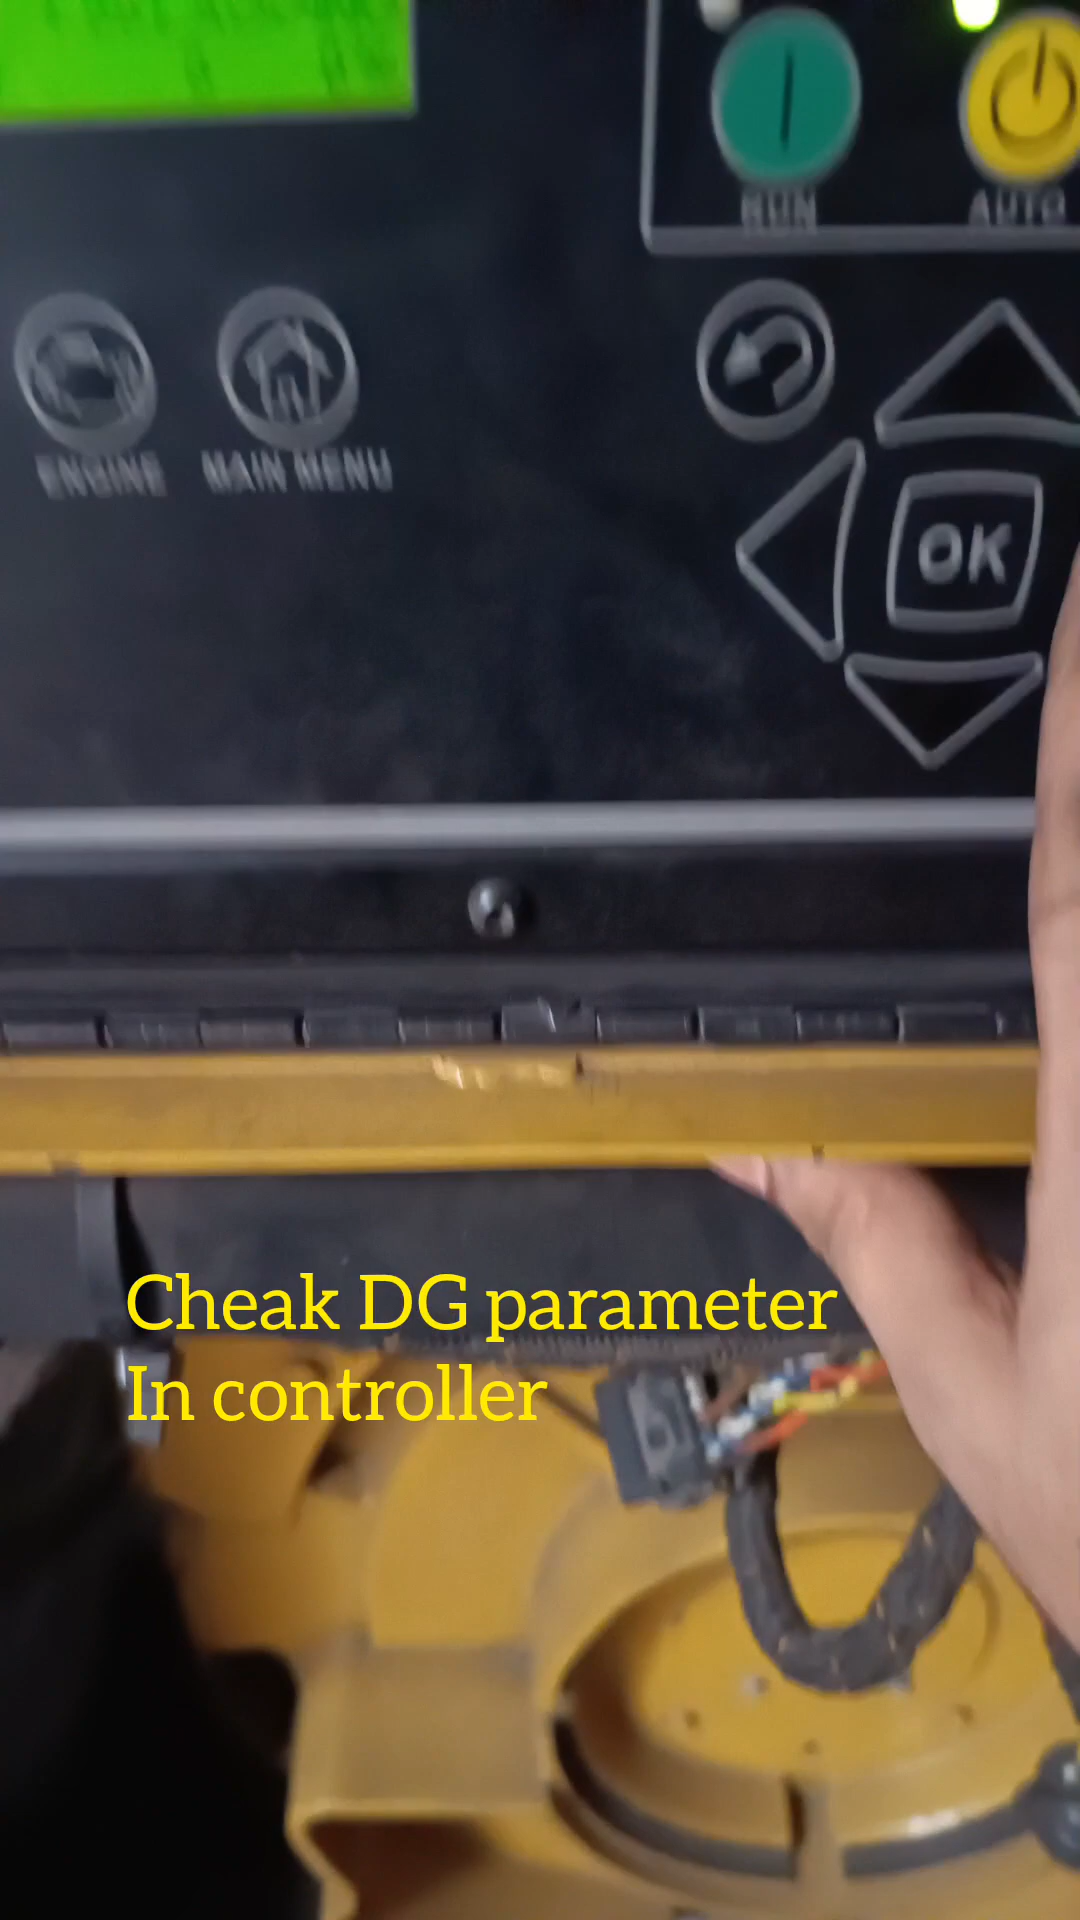 RUN
AUTO
ENGINE
MAIN MENU
OK
Cheak DG parameter
In controller